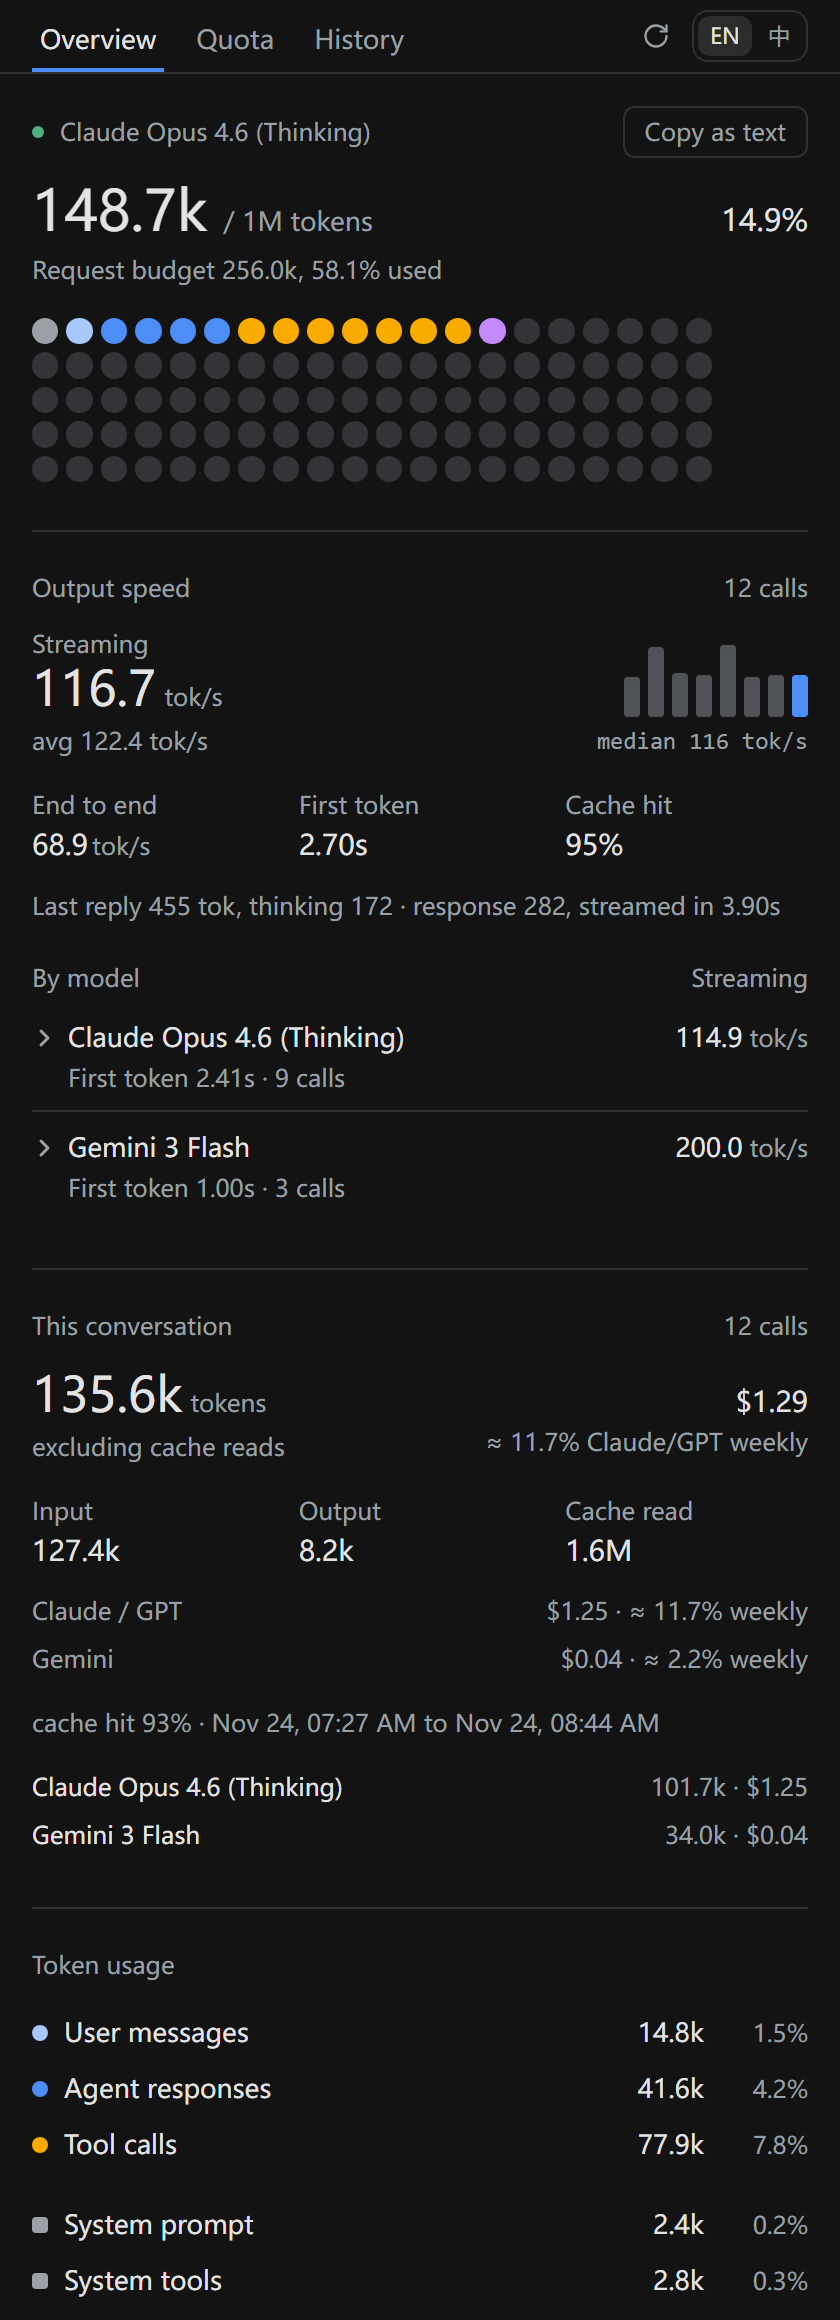 Overview Quota History EN 中
Claude Opus 4.6 (Thinking) Copy as text
148.7k / 1M tokens 14.9%
Request budget 256.0k, 58.1% used
Output speed 12 calls
Streaming
116.7 tok/s
avg 122.4 tok/s median 116 tok/s
End to end First token Cache hit
68.9 tok/s 2.70s 95%
Last reply 455 tok, thinking 172 · response 282, streamed in 3.90s
By model Streaming
Claude Opus 4.6 (Thinking) 114.9 tok/s
First token 2.41s · 9 calls
Gemini 3 Flash 200.0 tok/s
First token 1.00s · 3 calls
This conversation 12 calls
135.6k tokens $1.29
excluding cache reads ≈ 11.7% Claude/GPT weekly
Input Output Cache read
127.4k 8.2k 1.6M
Claude / GPT $1.25 · ≈ 11.7% weekly
Gemini $0.04 · ≈ 2.2% weekly
cache hit 93% · Nov 24, 07:27 AM to Nov 24, 08:44 AM
Claude Opus 4.6 (Thinking) 101.7k · $1.25
Gemini 3 Flash 34.0k · $0.04
Token usage
User messages 14.8k 1.5%
Agent responses 41.6k 4.2%
Tool calls 77.9k 7.8%
System prompt 2.4k 0.2%
System tools 2.8k 0.3%